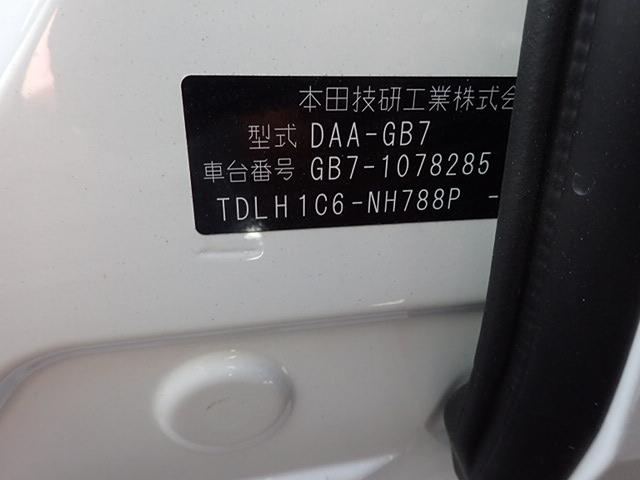 本田技研工業株式会
型式 DAA-GB7
車台番号 GB7-1078285
TDLH1C6-NH788P -